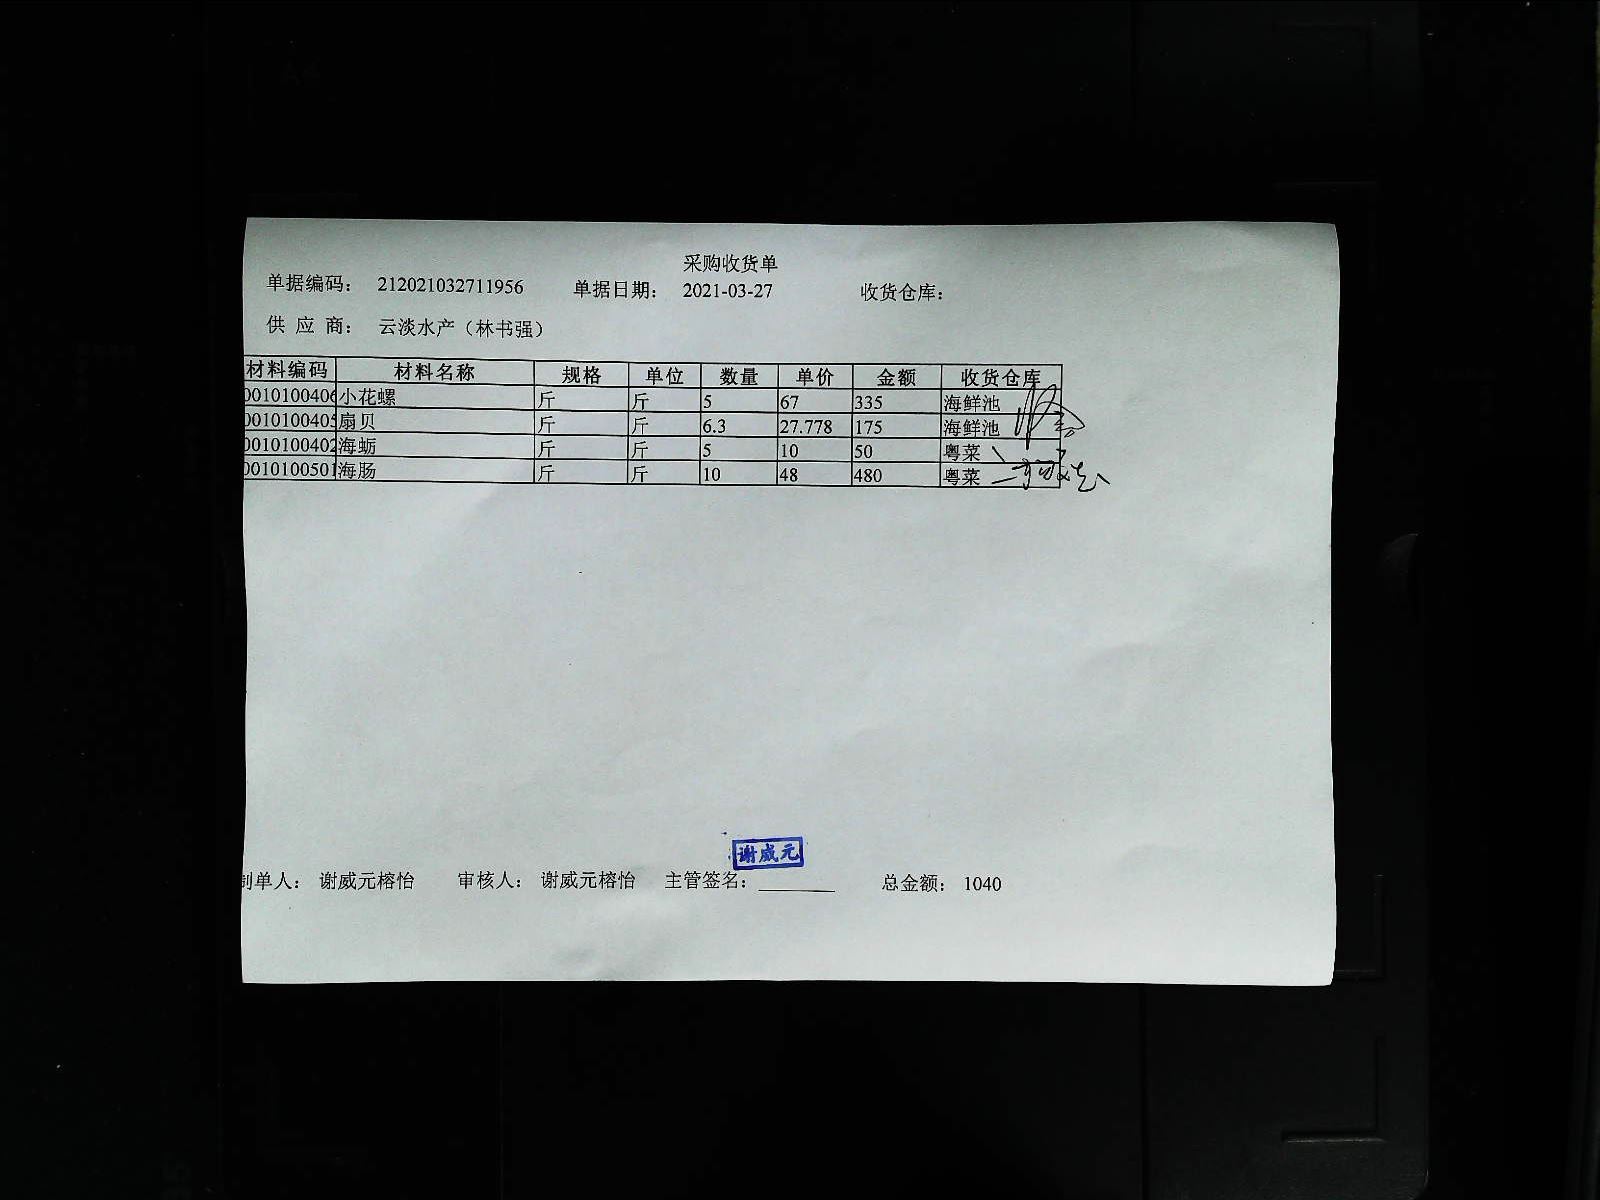 采购收货单
单据编码： 212021032711956 单据日期： 2021-03-27 收货仓库：
供 应 商： 云淡水产（林书强）
材料编码 材料名称 规格 单位 数量 单价 金额 收货仓库
0010100406 小花螺 斤 斤 5 67 335 海鲜池
0010100405 扇贝 斤 斤 6.3 27.778 175 海鲜池
0010100402 海蛎 斤 斤 5 10 50 粤菜
0010100501 海肠 斤 斤 10 48 480 粤菜
谢威元
制单人： 谢威元榕怡 审核人： 谢威元榕怡 主管签名：________ 总金额： 1040